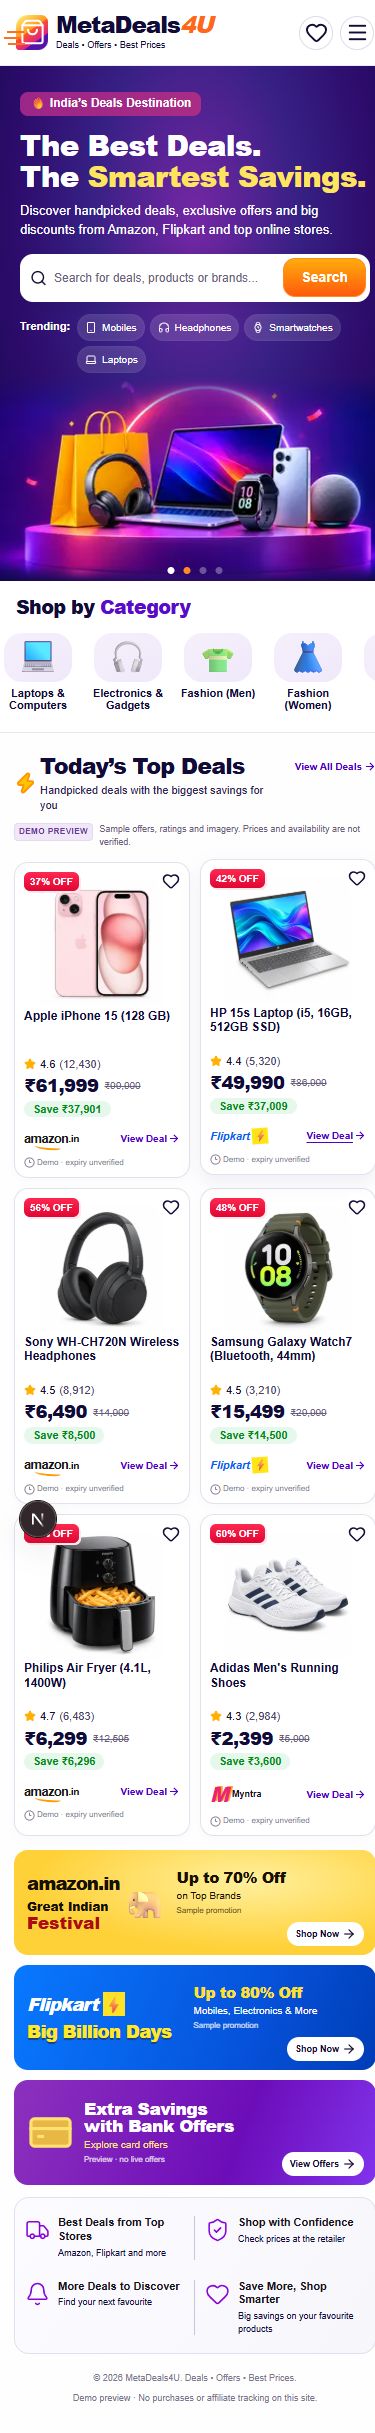 MetaDeals4U
Deals • Offers • Best Prices
India's Deals Destination
The Best Deals.
The Smartest Savings.
Discover handpicked deals, exclusive offers and big
discounts from Amazon, Flipkart and top online stores.
Search for deals, products or brands...
Search
Trending:
Mobiles
Headphones
Smartwatches
Laptops
10
08
Shop by Category
Laptops &
Computers
Electronics &
Gadgets
Fashion (Men)
Fashion
(Women)
Today's Top Deals
View All Deals →
Handpicked deals with the biggest savings for
you
DEMO PREVIEW
Sample offers, ratings and imagery. Prices and availability are not
verified.
37% OFF
Apple iPhone 15 (128 GB)
4.6 (12,430)
₹61,999
Save ₹37,901
amazon.in
View Deal →
Demo · expiry unverified
42% OFF
HP 15s Laptop (i5, 16GB,
512GB SSD)
4.4 (5,320)
₹49,990 ₹86,999
Save ₹37,009
Flipkart
View Deal →
Demo · expiry unverified
56% OFF
Sony WH-CH720N Wireless
Headphones
4.5 (8,912)
₹6,490 ₹14,990
Save ₹8,500
amazon.in
View Deal →
Demo · expiry unverified
48% OFF
10
08
Samsung Galaxy Watch7
(Bluetooth, 44mm)
4.5 (3,210)
₹15,499 ₹29,999
Save ₹14,500
Flipkart
View Deal →
Demo · expiry unverified
N
OFF
Philips Air Fryer (4.1L,
1400W)
4.7 (6,483)
₹6,299 ₹12,595
Save ₹6,296
amazon.in
View Deal →
Demo · expiry unverified
60% OFF
Adidas Men's Running
Shoes
4.3 (2,984)
₹2,399 ₹5,999
Save ₹3,600
Myntra
View Deal →
Demo · expiry unverified
amazon.in
Great Indian
Festival
Up to 70% Off
on Top Brands
Sample promotion
Shop Now →
Flipkart
Big Billion Days
Up to 80% Off
Mobiles, Electronics & More
Sample promotion
Shop Now →
Extra Savings
with Bank Offers
Explore card offers
Preview · no live offers
View Offers →
Best Deals from Top
Stores
Amazon, Flipkart and more
Shop with Confidence
Check prices at the retailer
More Deals to Discover
Find your next favourite
Save More, Shop
Smarter
Big savings on your favourite
products
© 2026 MetaDeals4U. Deals • Offers • Best Prices.
Demo preview · No purchases or affiliate tracking on this site.